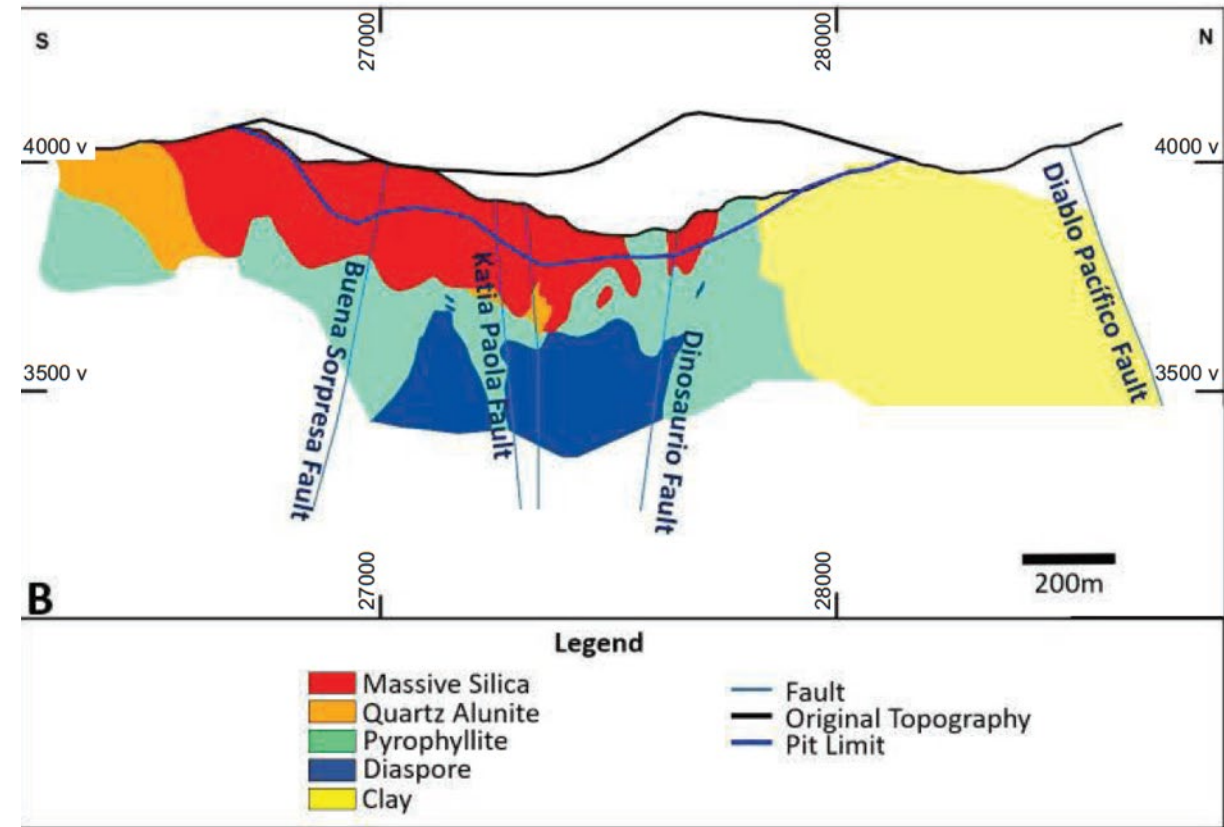 S
27000
28000
N
4000 v
4000 v
3500 v
3500 v
Buena Sorpresa Fault
Katia Paola Fault
Dinosaurio Fault
Diablo Pacífico Fault
27000
28000
200m
B
Legend
Massive Silica
Quartz Alunite
Pyrophyllite
Diaspore
Clay
Fault
Original Topography
Pit Limit